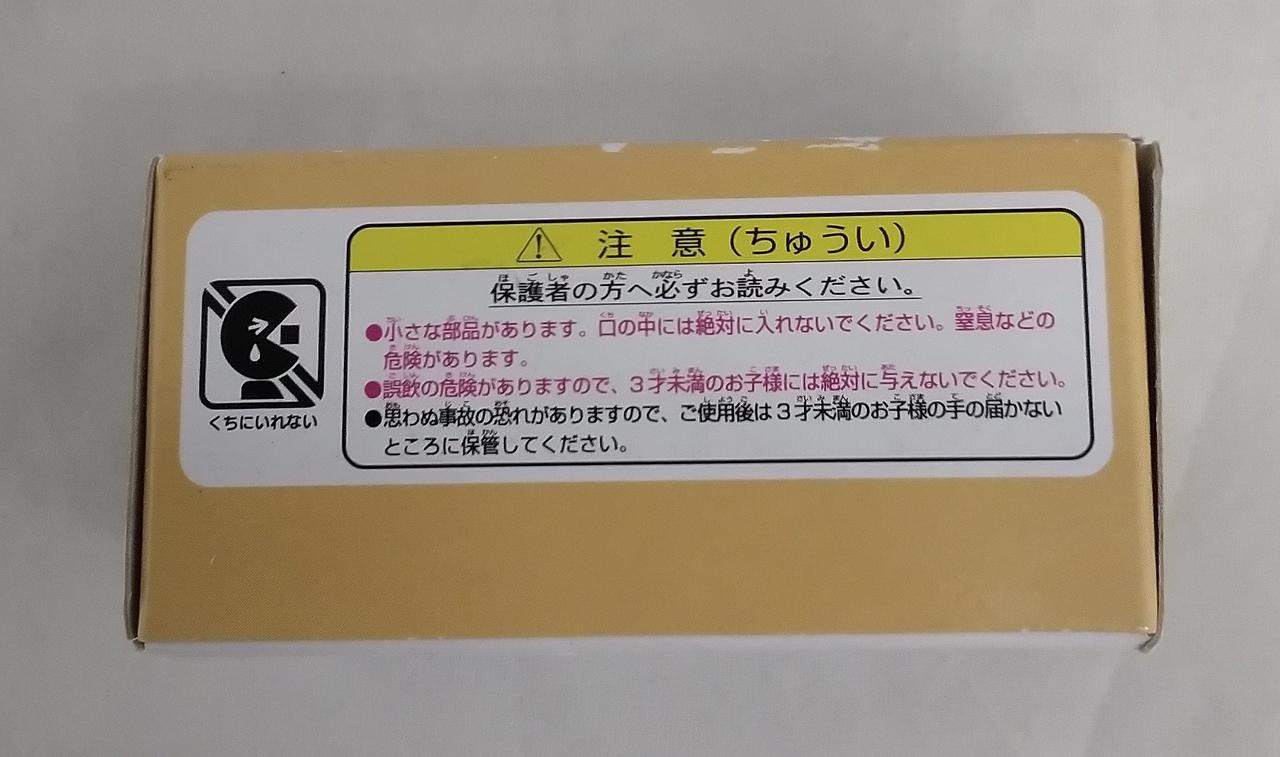 ⚠ 注 意（ちゅうい）
保護者の方へ必ずお読みください。
●小さな部品があります。口の中には絶対に入れないでください。窒息などの
危険があります。
●誤飲の危険がありますので、３才未満のお子様には絶対に与えないでください。
●思わぬ事故の恐れがありますので、ご使用後は３才未満のお子様の手の届かない
ところに保管してください。
くちにいれない